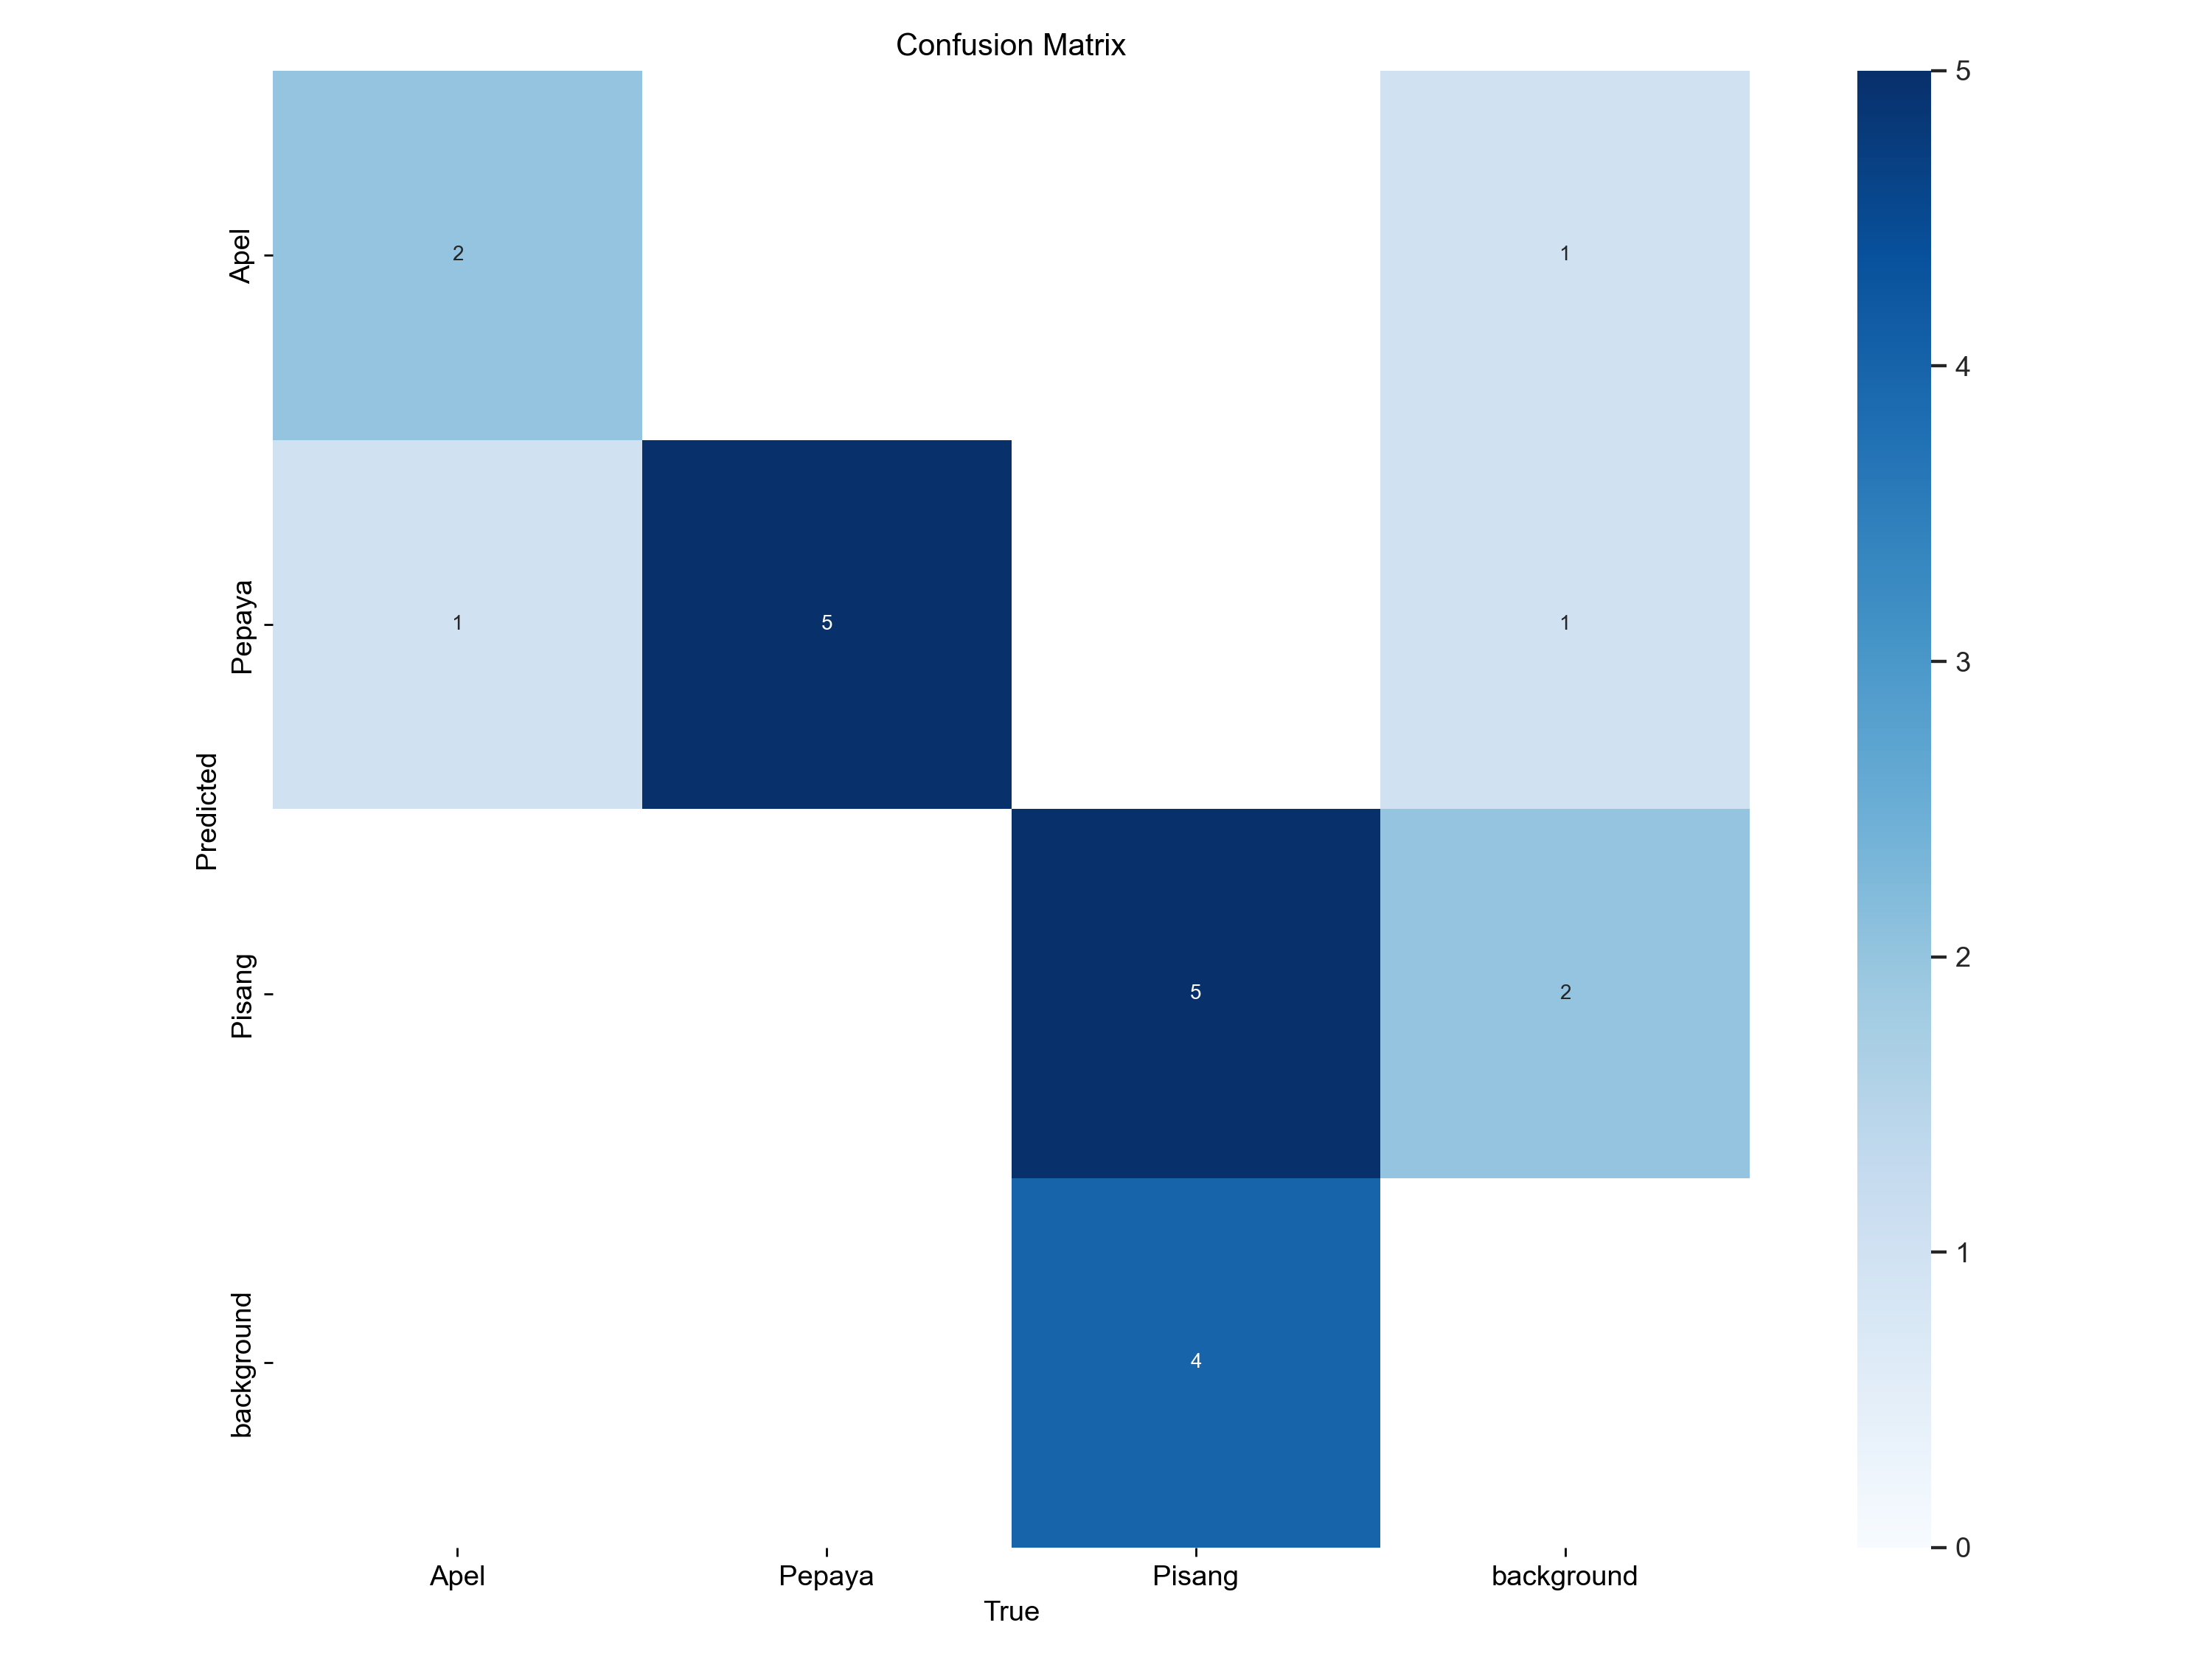 Confusion Matrix
5
4
3
2
1
0
Predicted
Apel
Pepaya
Pisang
background
2
1
1
5
1
5
2
4
Apel
Pepaya
Pisang
background
True